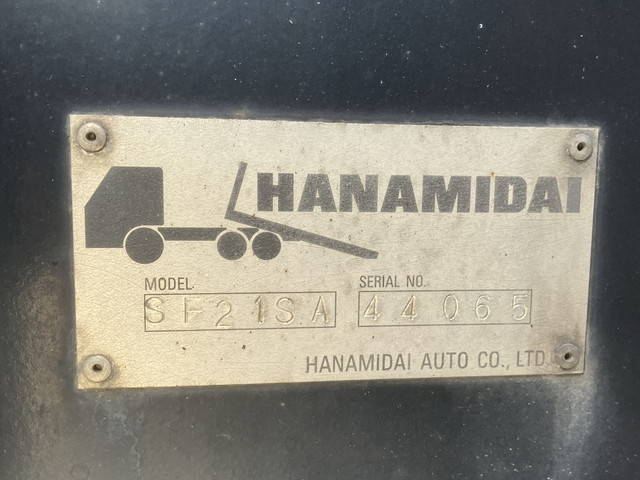 HANAMIDAI
MODEL. SERIAL NO.
SF21SA 44065
HANAMIDAI AUTO CO., LTD.